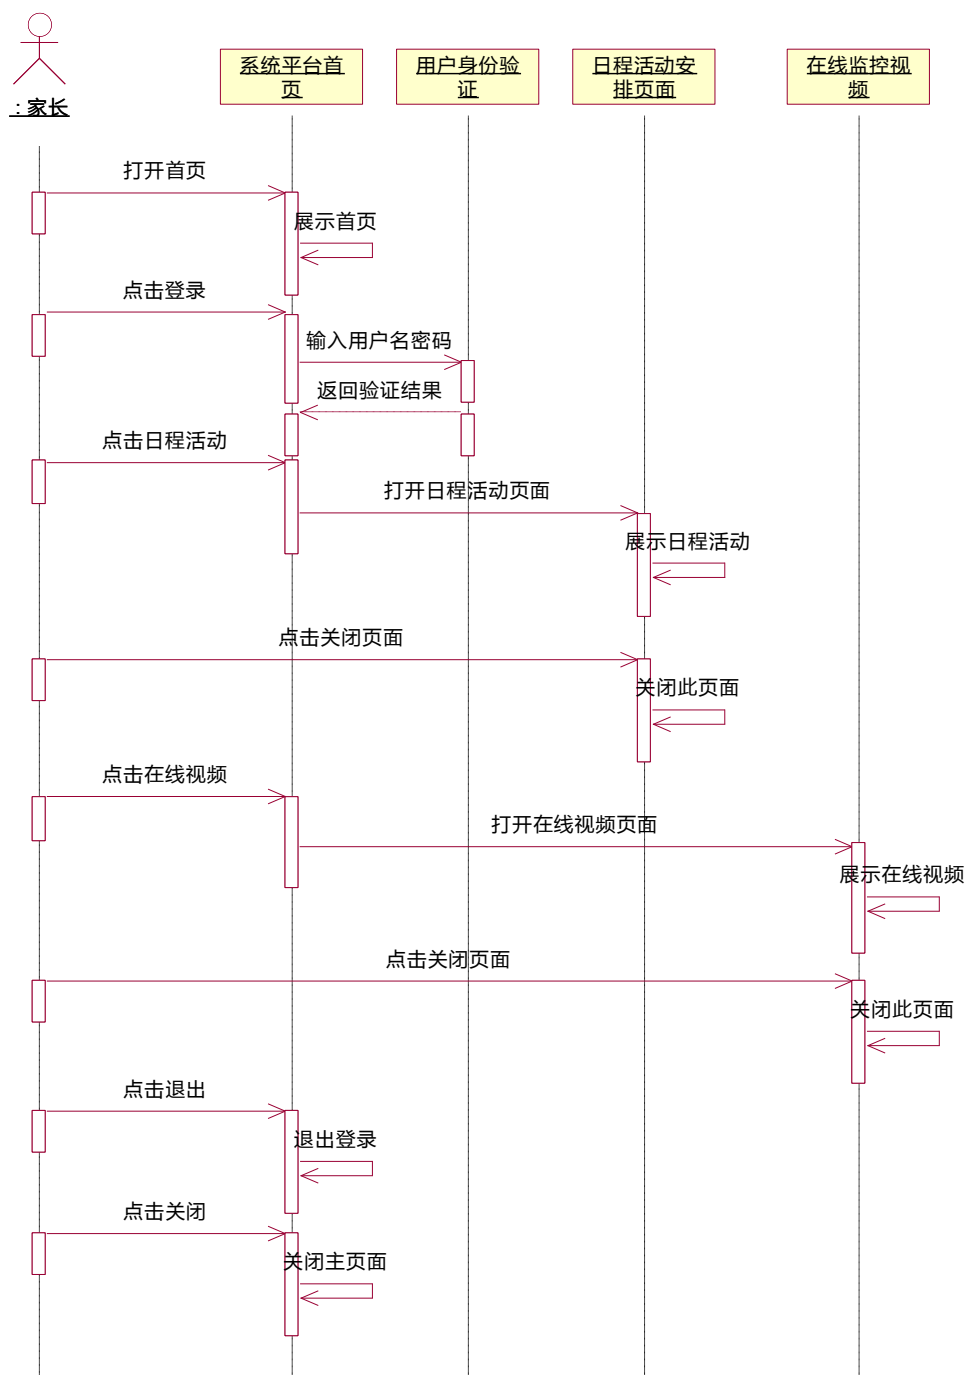 : 家长
系统平台首
页
用户身份验
证
日程活动安
排页面
在线监控视
频
打开首页
展示首页
点击登录
输入用户名密码
返回验证结果
点击日程活动
打开日程活动页面
展示日程活动
点击关闭页面
关闭此页面
点击在线视频
打开在线视频页面
展示在线视频
点击关闭页面
关闭此页面
点击退出
退出登录
点击关闭
关闭主页面